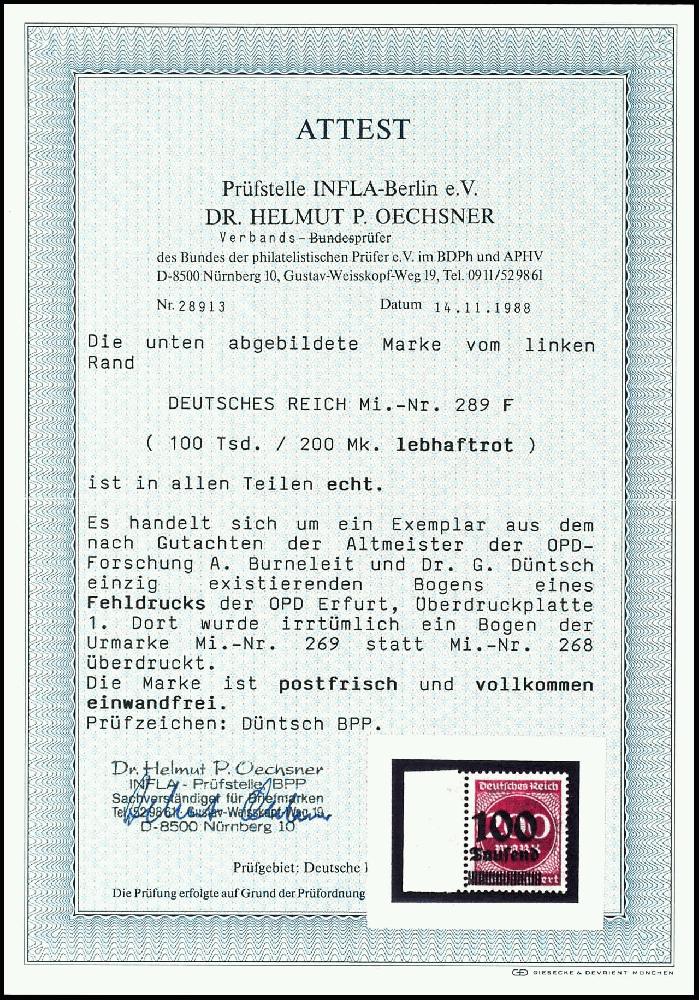 ATTEST
Prüfstelle INFLA-Berlin e.V.
DR. HELMUT P. OECHSNER
Verbands-Bundesprüfer
des Bundes der philatelistischen Prüfer e.V. im BDPh und APHV
D-8500 Nürnberg 10, Gustav-Weisskopf-Weg 19, Tel. 0911/529861
Nr. 28913 Datum 14.11.1988
Die unten abgebildete Marke vom linken
Rand
DEUTSCHES REICH Mi.-Nr. 289 F
( 100 Tsd. / 200 Mk. lebhaftrot )
ist in allen Teilen echt.
Es handelt sich um ein Exemplar aus dem
nach Gutachten der Altmeister der OPD-
Forschung A. Burneleit und Dr. G. Düntsch
einzig existierenden Bogens eines
Fehldrucks der OPD Erfurt, Überdruckplatte
1. Dort wurde irrtümlich ein Bogen der
Urmarke Mi.-Nr. 269 statt Mi.-Nr. 268
überdruckt.
Die Marke ist postfrisch und vollkommen
einwandfrei.
Prüfzeichen: Düntsch BPP.
Dr. Helmut P. Oechsner
INFLA - Prüfstelle/BPP
Sachverständiger für Briefmarken
Tel. 529861 Gustav-Weisskopf-Weg 19
D-8500 Nürnberg 10
Deutsches Reich
100
Tausend
Prüfgebiet: Deutsche
Die Prüfung erfolgte auf Grund der Prüfordnung
GIESECKE & DEVRIENT MÜNCHEN